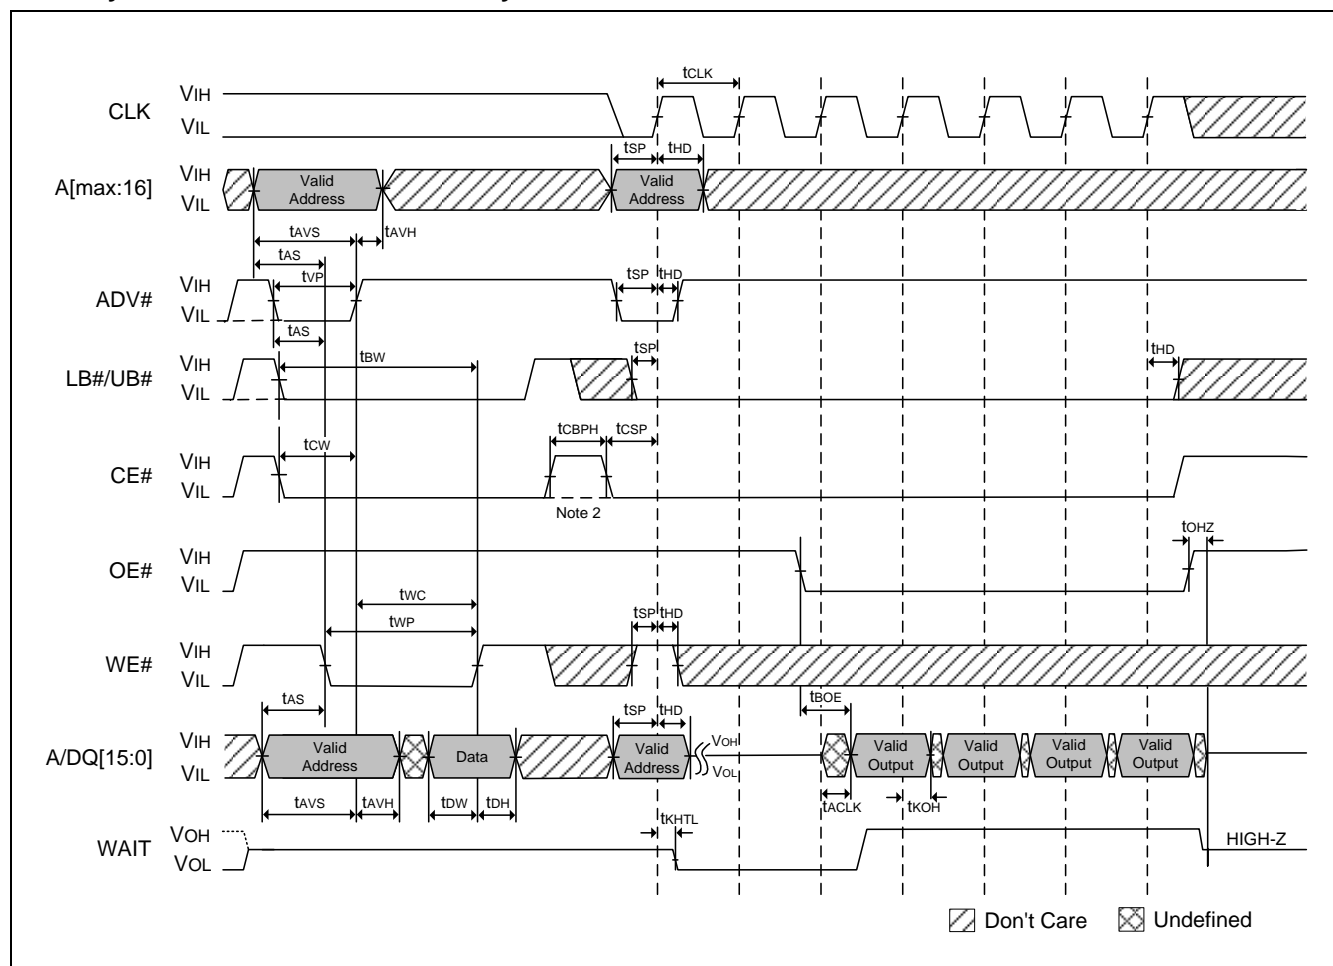 tCLK
CLK
VIH
VIL
tSP
tHD
A[max:16]
VIH
VIL
Valid
Address
Valid
Address
tAVS
tAVH
tAS
tVP
tSP
tHD
ADV#
VIH
VIL
tAS
tBW
tSP
tHD
LB#/UB#
VIH
VIL
tCW
tCBPH
tCSP
CE#
VIH
VIL
Note 2
tOHZ
OE#
VIH
VIL
tWC
tWP
tSP
tHD
WE#
VIH
VIL
tAS
tSP
tHD
tBOE
A/DQ[15:0]
VIH
VIL
Valid
Address
Data
Valid
Address
VOH
VOL
Valid
Output
Valid
Output
Valid
Output
Valid
Output
tAVS
tAVH
tDW
tDH
tACLK
tKOH
tKHTL
WAIT
VOH
VOL
HIGH-Z
Don't Care
Undefined